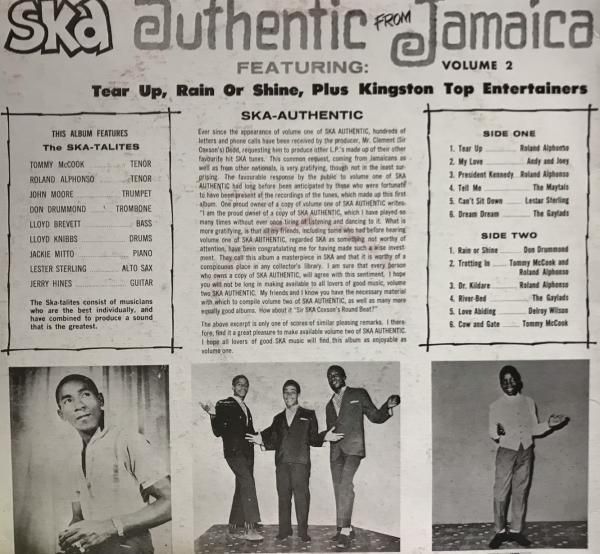 SKA Authentic FROM Jamaica
FEATURING: VOLUME 2
Tear Up, Rain Or Shine, Plus Kingston Top Entertainers
THIS ALBUM FEATURES
The SKA-TALITES
TOMMY McCOOK TENOR
ROLAND ALPHONSO TENOR
JOHN MOORE TRUMPET
DON DRUMMOND TROMBONE
LLOYD BREVETT BASS
LLOYD KNIBBS DRUMS
JACKIE MITTO PIANO
LESTER STERLING ALTO SAX
JERRY HINES GUITAR
The Ska-talites consist of musicians
who are the best individually, and
have combined to produce a sound
that is the greatest.
SKA-AUTHENTIC
Ever since the appearance of volume one of SKA AUTHENTIC, hundreds of
letters and phone calls have been received by the producer, Mr. Clement (Sir
Coxson's) Dodd, requesting him to produce other L.P.'s made up of their other
favourite hit SKA tunes. This common request, coming from Jamaicans as
well as from other nationals, is very gratifying, though not in the least sur-
prising. The favourable response by the public to volume one of SKA
AUTHENTIC had long before been anticipated by those who were fortunate
to have been present at the recordings of the tunes, which made up this first
album. One proud owner of a copy of volume one of SKA AUTHENTIC writes-
"I am the proud owner of a copy of SKA AUTHENTIC, which I have played so
many times without ever once tiring of listening and dancing to it. What is
more gratifying, is that all my friends, including some who had before hearing
volume one of SKA AUTHENTIC, regarded SKA as something not worthy of
attention, have been congratulating me for having made such a wise invest-
ment. They call this album a masterpiece in SKA and that it is worthy of a
conspicuous place in any collector's library. I am sure that every person
who owns a copy of SKA AUTHENTIC, will agree with this sentiment. I hope
you will not be long in making available to all lovers of good music, volume
two SKA AUTHENTIC. My friends and I know you have the necessary material
with which to compile volume two of SKA AUTHENTIC, as well as many more
equally good albums. How about it "Sir SKA Coxson's Round Beat?"
The above excerpt is only one of scores of similar pleasing remarks. I there-
fore, find it a great pleasure to make available volume two of SKA AUTHENTIC.
I hope all lovers of good SKA music will find this album as enjoyable as
volume one.
SIDE ONE
1. Tear Up Roland Alphonso
2. My Love Andy and Joey
3. President Kennedy Roland Alphonso
4. Tell Me The Maytals
5. Can't Sit Down Lestar Sterling
6. Dream Dream The Gaylads
SIDE TWO
1. Rain or Shine Don Drummond
2. Trotting In Tommy McCook and
Roland Alphonso
3. Dr. Kildare Roland Alphonso
4. River-Bed The Gaylads
5. Love Abiding Delroy Wilson
6. Cow and Gate Tommy McCook